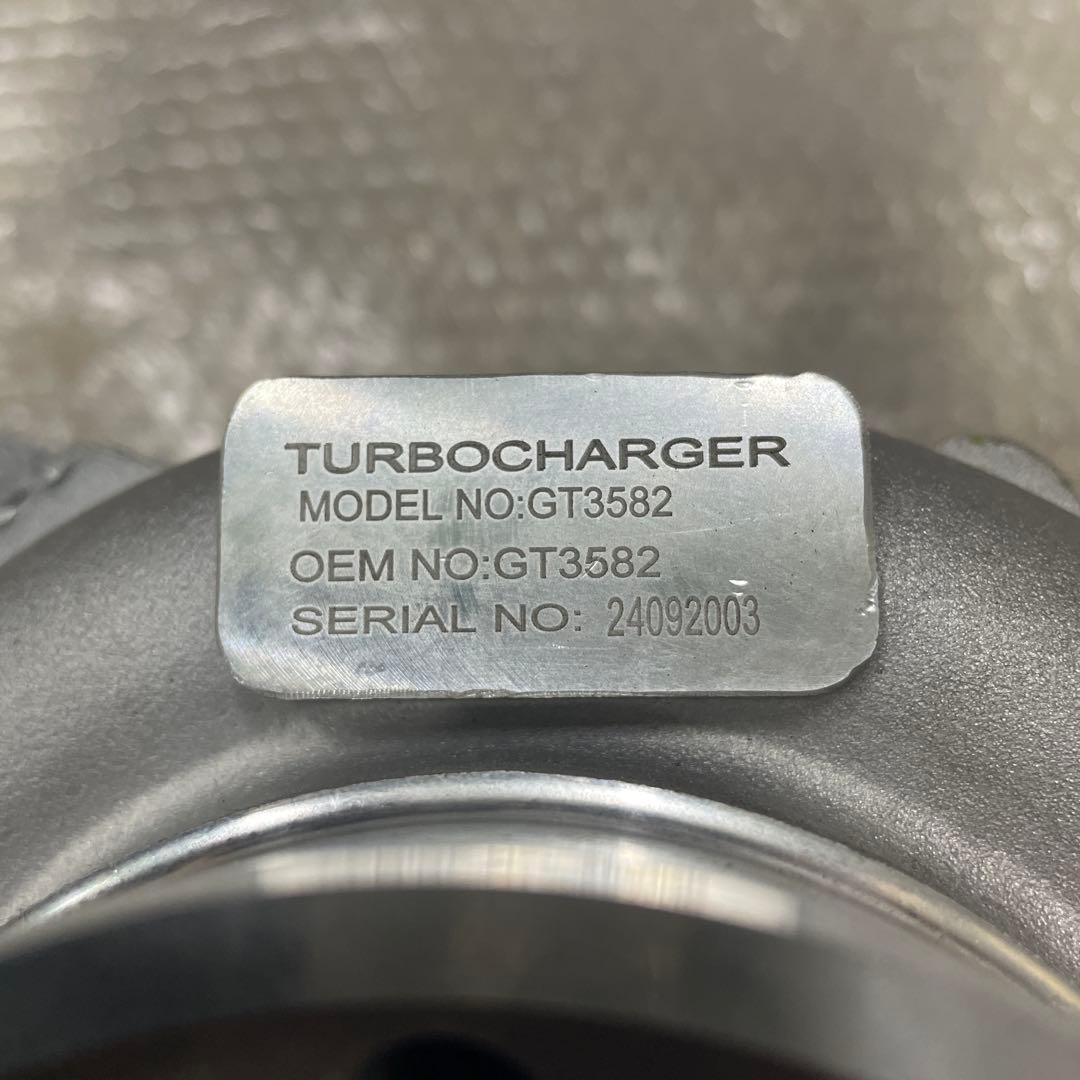 TURBOCHARGER
MODEL NO:GT3582
OEM NO:GT3582
SERIAL NO: 24092003